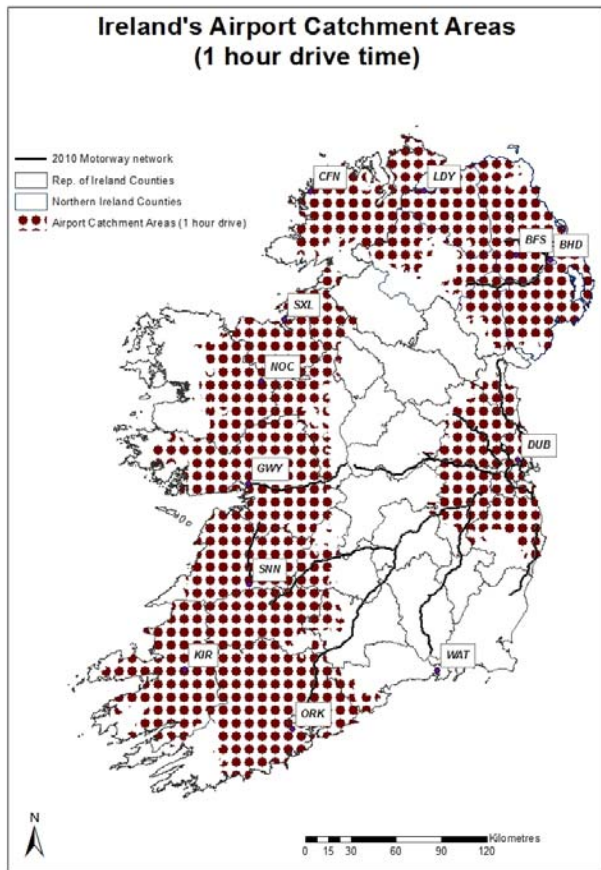 Ireland's Airport Catchment Areas
(1 hour drive time)
2010 Motorway network
Rep. of Ireland Counties
Northern Ireland Counties
Airport Catchment Areas (1 hour drive)
CFN
LDY
BFS
BHD
SXL
NOC
DUB
GWY
SNN
KIR
WAT
ORK
N
Kilometres
0 15 30 60 90 120